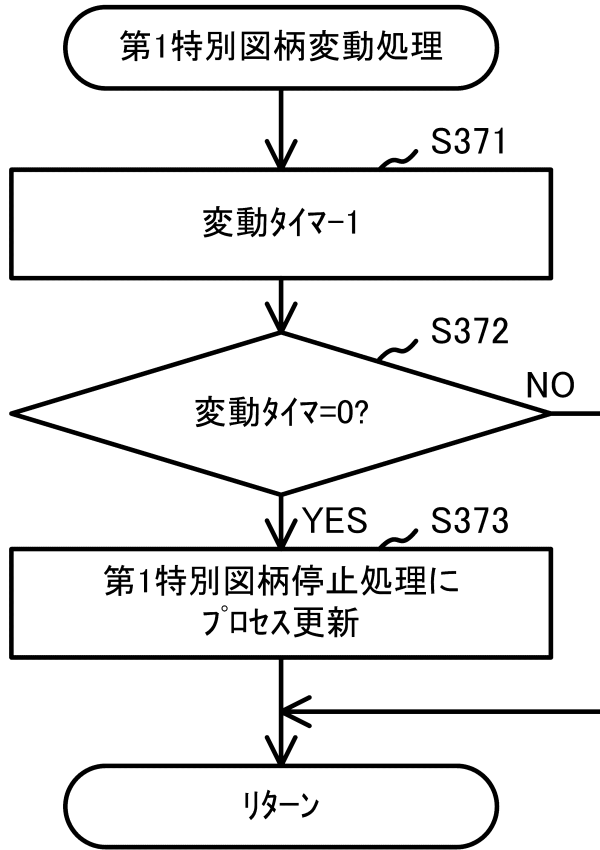 第1特別図柄変動処理
S371
変動ﾀｲﾏ-1
S372
変動ﾀｲﾏ=0?
NO
YES
S373
第1特別図柄停止処理に
ﾌﾟﾛｾｽ更新
ﾘﾀｰﾝ